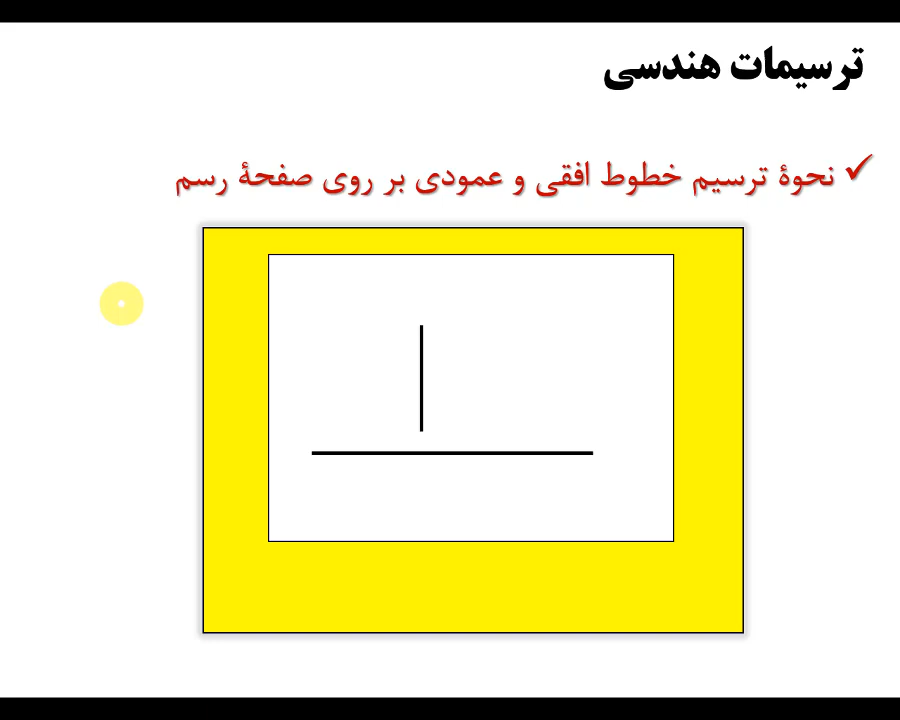 ترسیمات هندسی
✓ نحوهٔ ترسیم خطوط افقی و عمودی بر روی صفحهٔ رسم